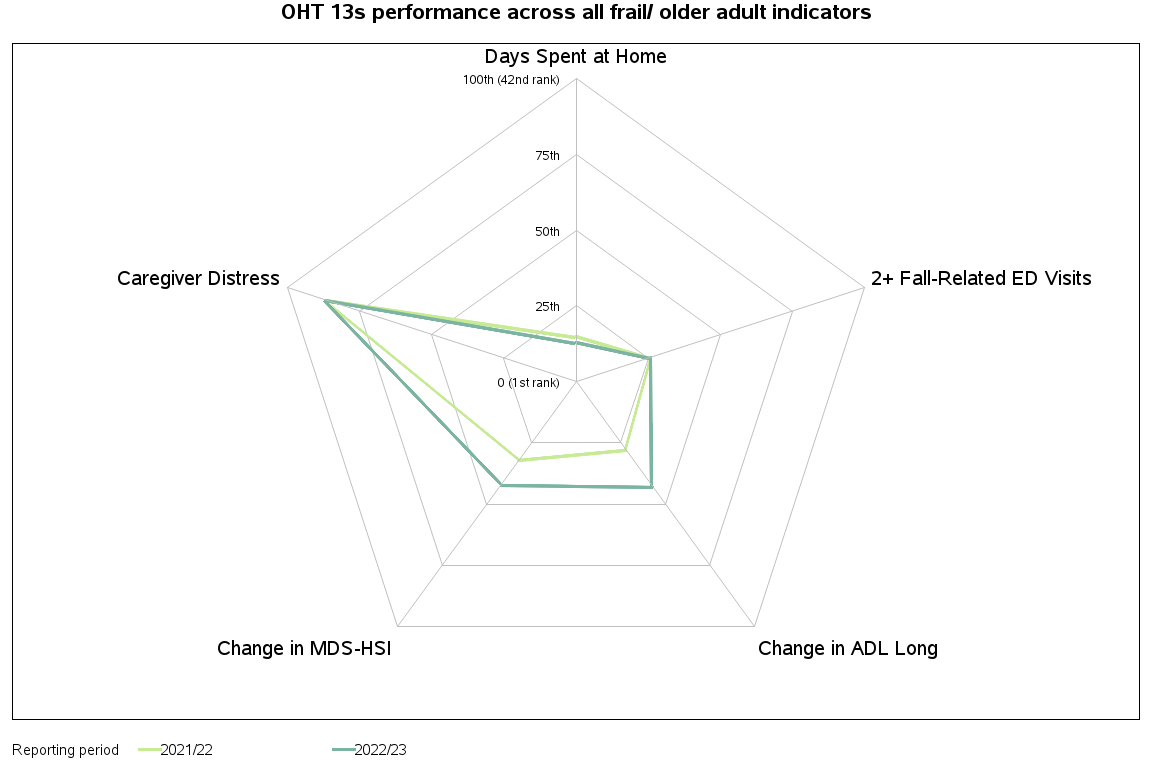 OHT 13s performance across all frail/ older adult indicators
Days Spent at Home
100th (42nd rank)
75th
50th
25th
0 (1st rank)
Caregiver Distress
2+ Fall-Related ED Visits
Change in MDS-HSI
Change in ADL Long
Reporting period
2021/22
2022/23